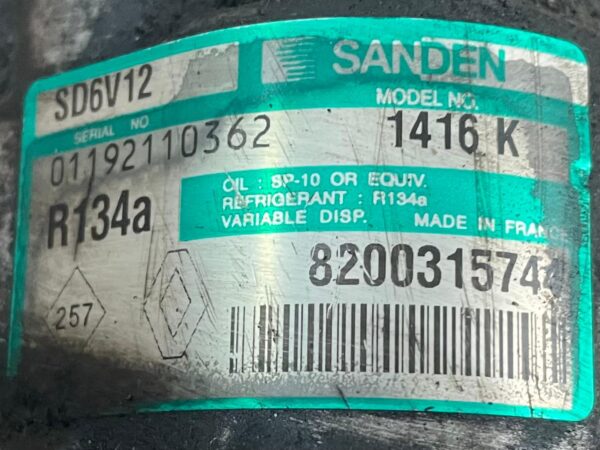 SANDEN
SD6V12
MODEL NO.
1416 K
SERIAL NO
01192110362
R134a
OIL : SP-10 OR EQUIV.
REFRIGERANT : R134a
VARIABLE DISP. MADE IN FRANCE
8200315744
257